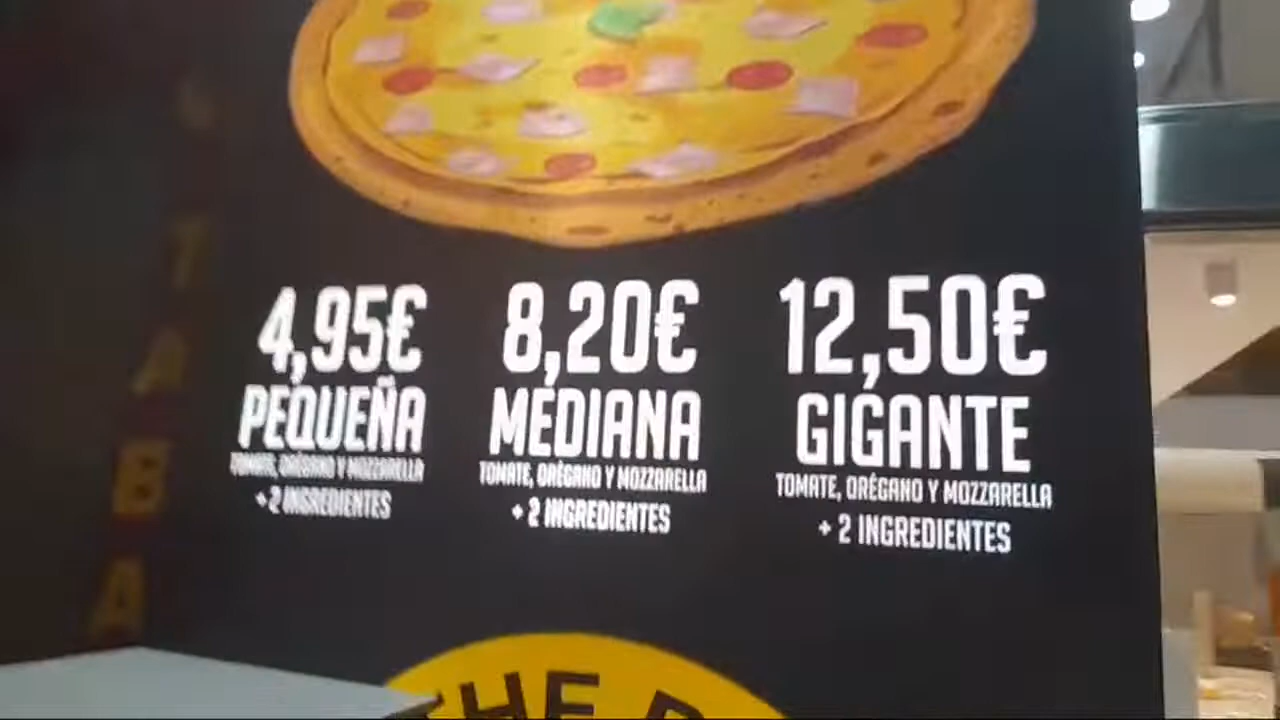 4,95€ 8,20€ 12,50€
PEQUEÑA MEDIANA GIGANTE
TOMATE, ORÉGANO Y MOZZARELLA TOMATE, ORÉGANO Y MOZZARELLA TOMATE, ORÉGANO Y MOZZARELLA
+ 2 INGREDIENTES + 2 INGREDIENTES + 2 INGREDIENTES
THE